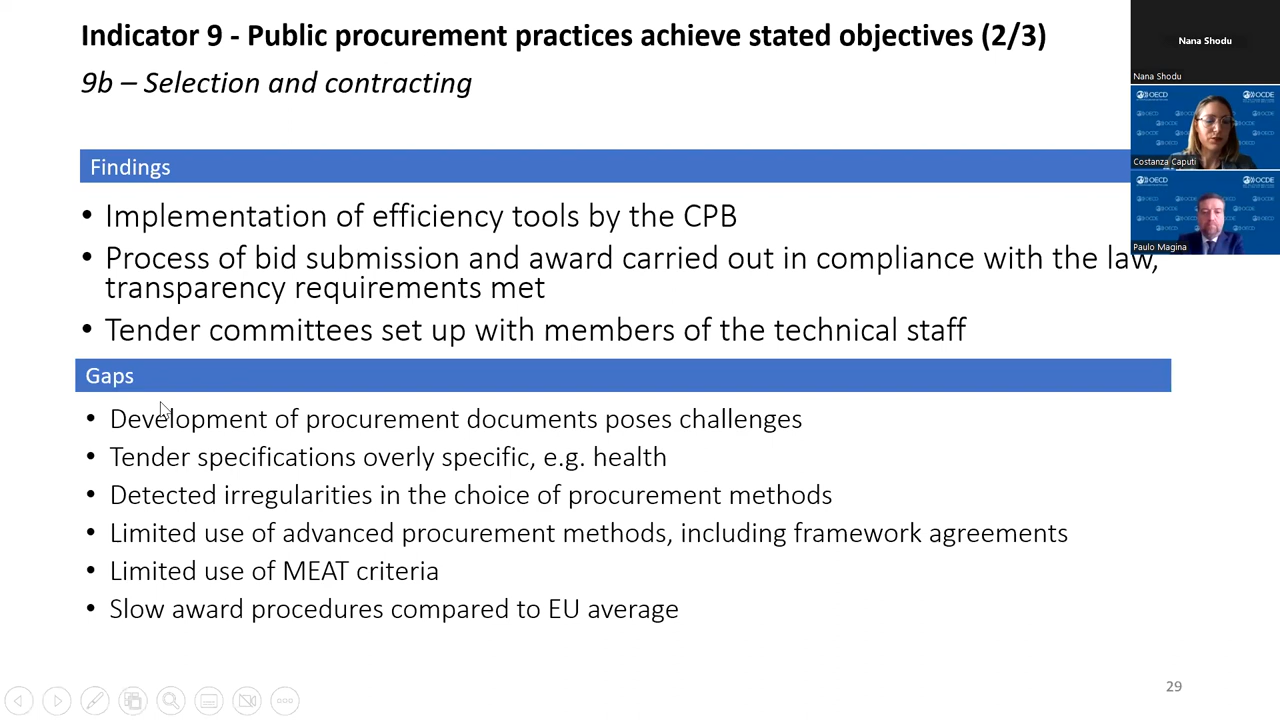 Indicator 9 - Public procurement practices achieve stated objectives (2/3)
9b – Selection and contracting
Findings
• Implementation of efficiency tools by the CPB
• Process of bid submission and award carried out in compliance with the law,
transparency requirements met
• Tender committees set up with members of the technical staff
Gaps
• Development of procurement documents poses challenges
• Tender specifications overly specific, e.g. health
• Detected irregularities in the choice of procurement methods
• Limited use of advanced procurement methods, including framework agreements
• Limited use of MEAT criteria
• Slow award procedures compared to EU average
29
Nana Shodu
Nana Shodu
OECD OCDE
Costanza Caputi
OECD OCDE
Paulo Magina